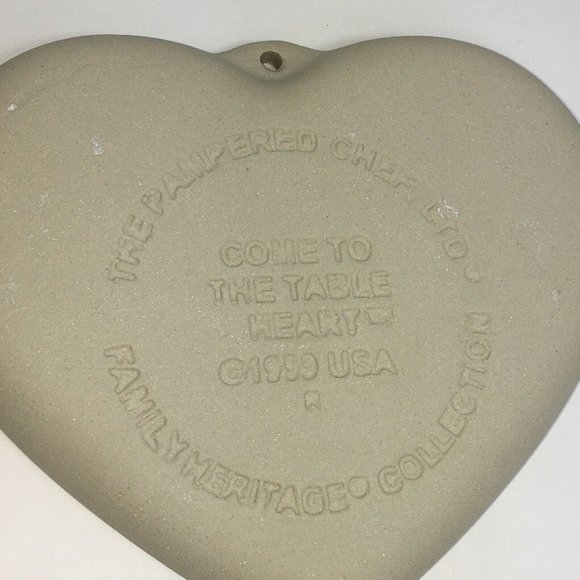 THE PAMPERED CHEF, LTD®
COME TO
THE TABLE
HEART™
©1999 USA
R
FAMILY HERITAGE® COLLECTION